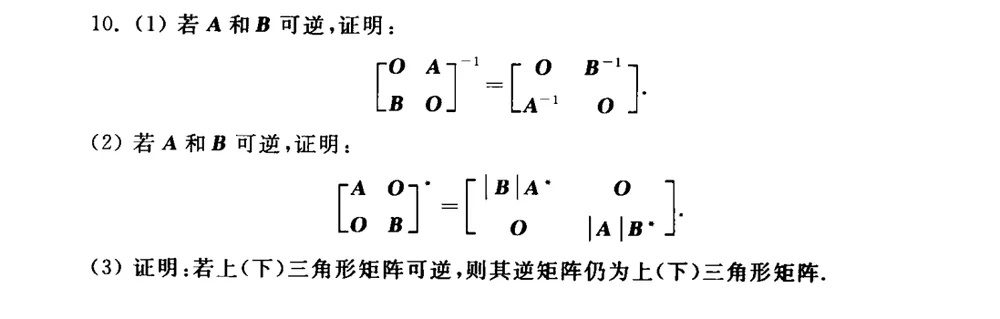 10. (1) 若 A 和 B 可逆,证明:
[O A; B O]^{-1} = [O B^{-1}; A^{-1} O].
(2) 若 A 和 B 可逆,证明:
[A O; O B]^* = [|B|A^* O; O |A|B^*].
(3) 证明:若上(下)三角形矩阵可逆,则其逆矩阵仍为上(下)三角形矩阵.